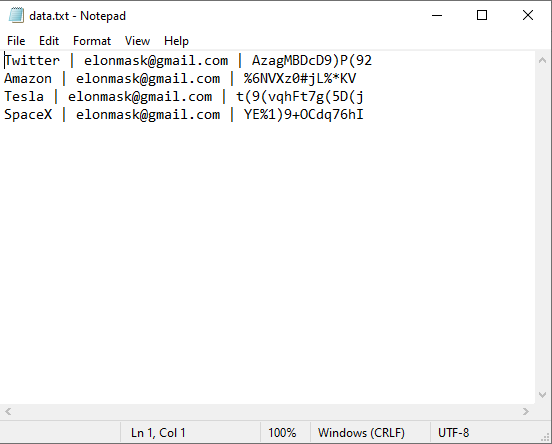 data.txt - Notepad
File Edit Format View Help
Twitter | elonmask@gmail.com | AzagMBDcD9)P(92
Amazon | elonmask@gmail.com | %6NVXz0#jL%*KV
Tesla | elonmask@gmail.com | t(9(vqhFt7g(5D(j
SpaceX | elonmask@gmail.com | YE%1)9+OCdq76hI
Ln 1, Col 1 100% Windows (CRLF) UTF-8